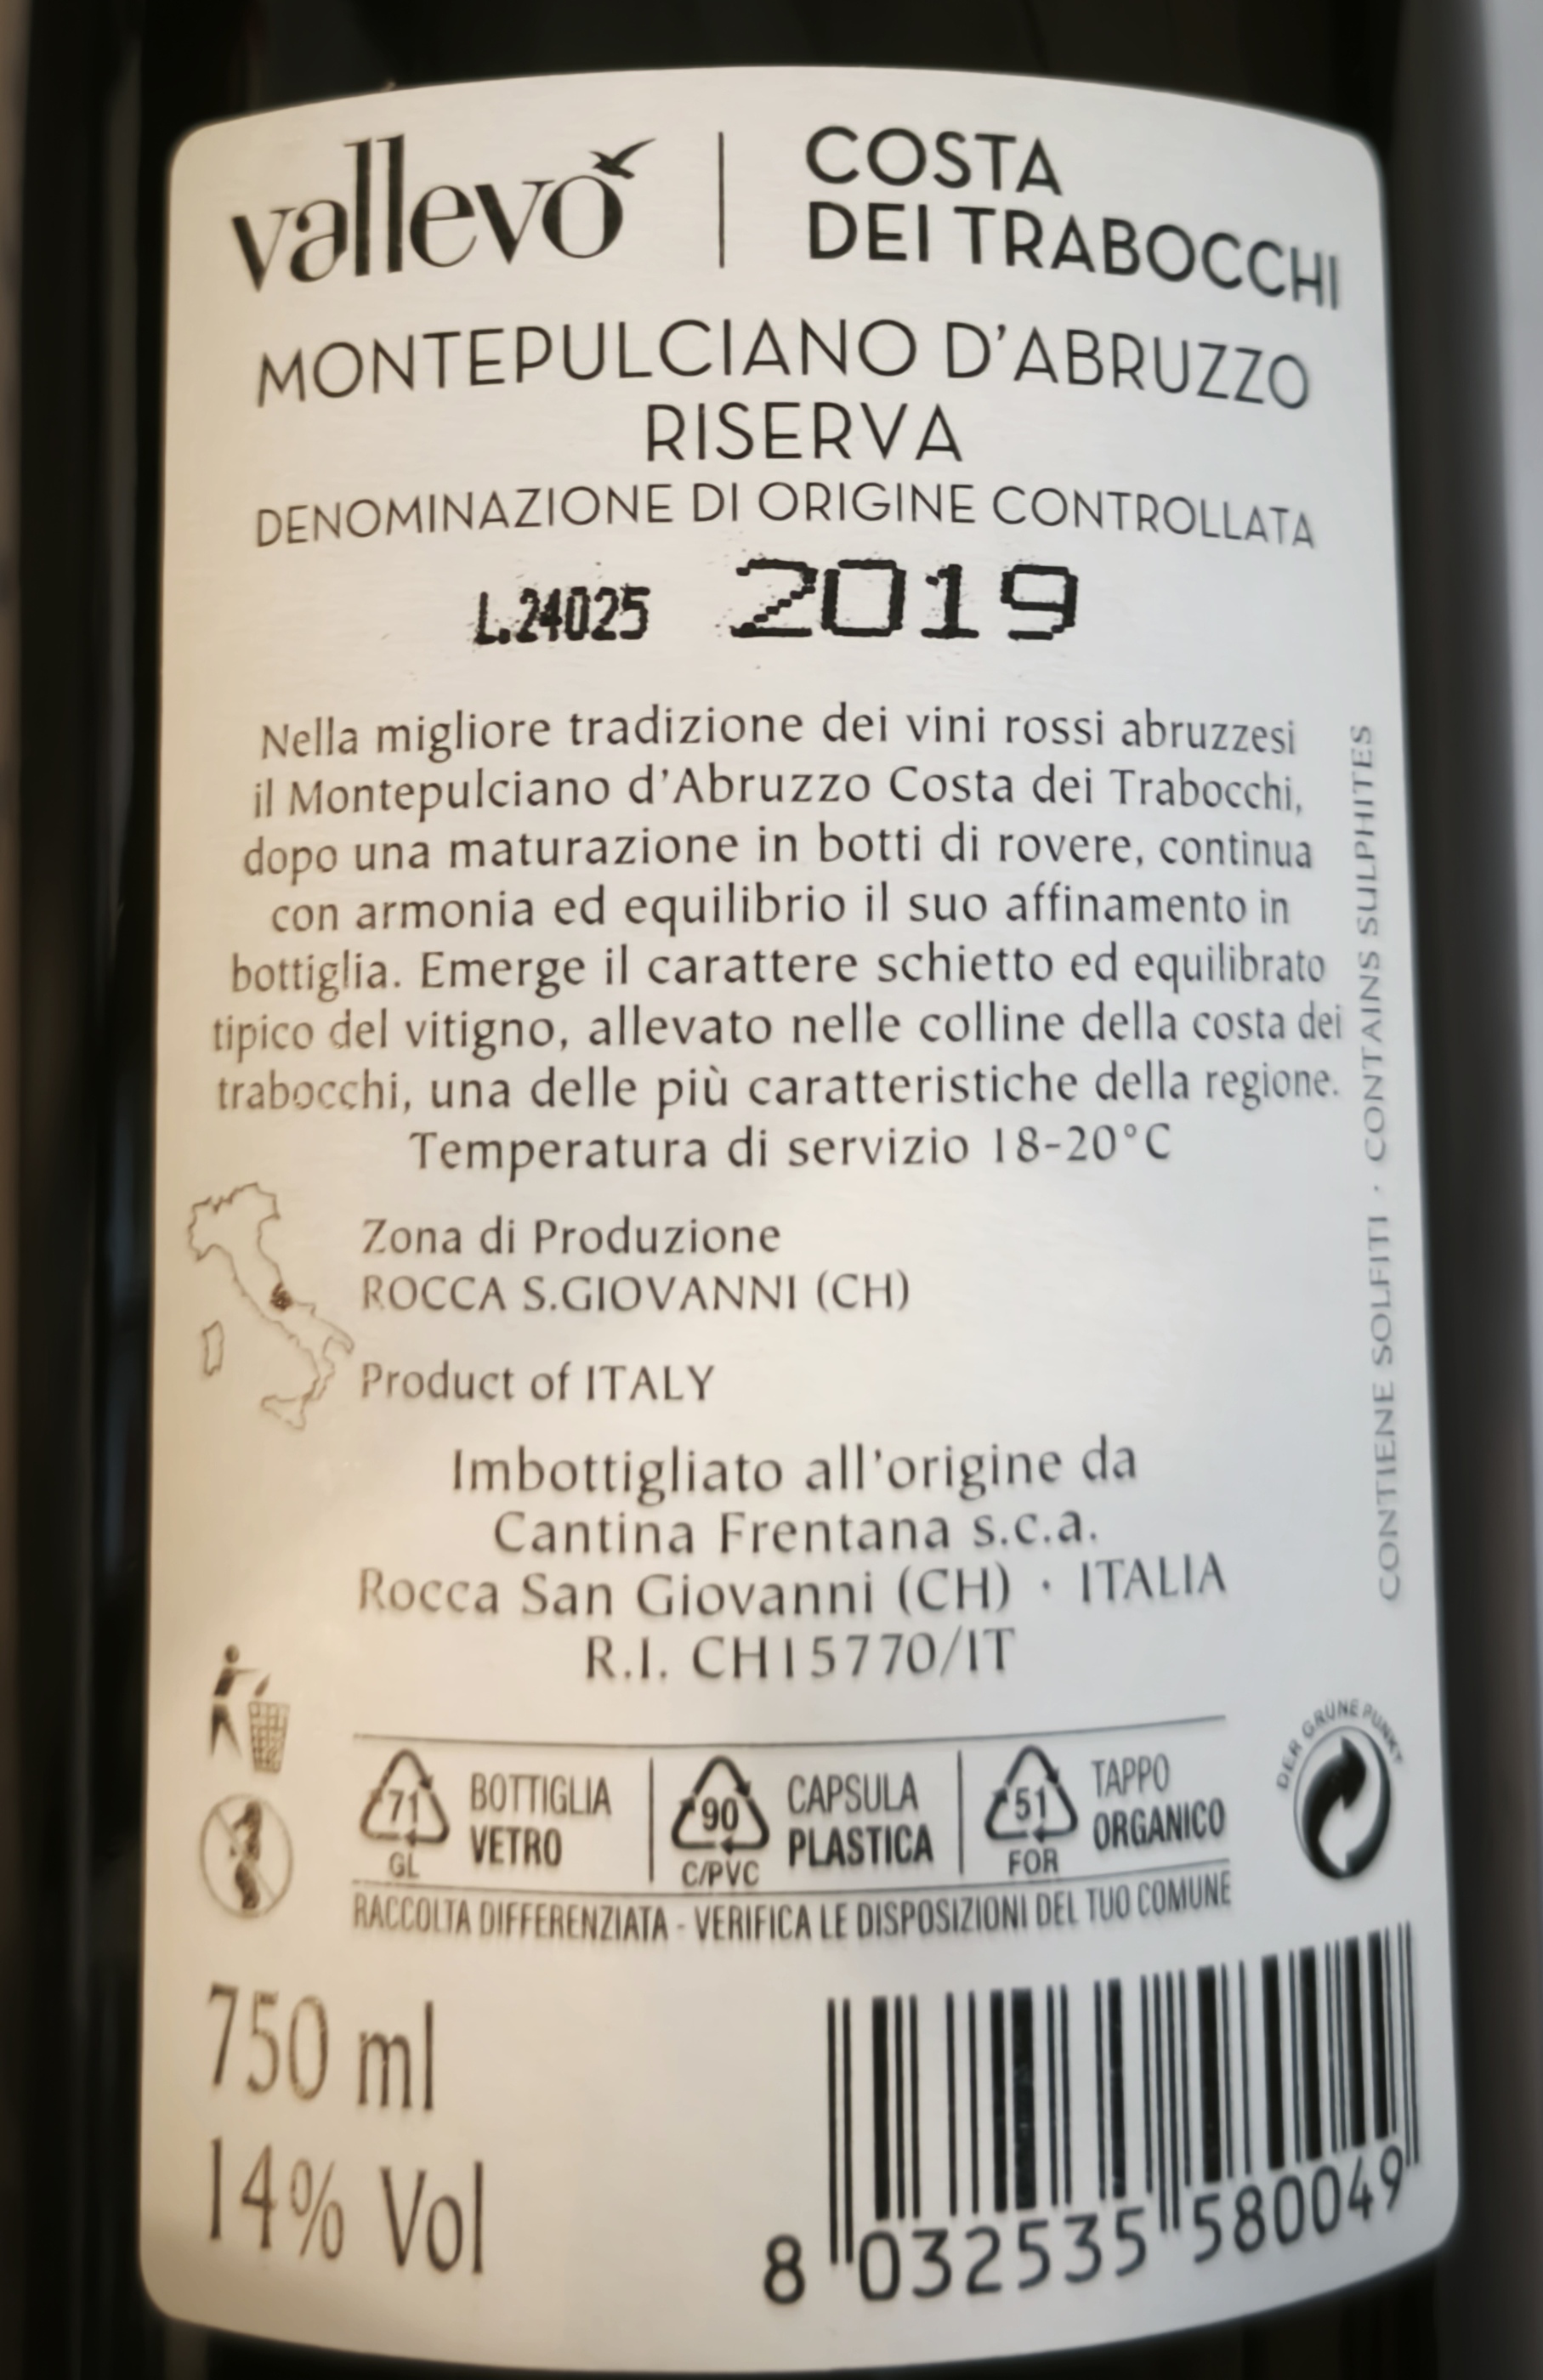 vallevò
COSTA
DEI TRABOCCHI
MONTEPULCIANO D'ABRUZZO
RISERVA
DENOMINAZIONE DI ORIGINE CONTROLLATA
L.24025 2019
Nella migliore tradizione dei vini rossi abruzzesi
il Montepulciano d'Abruzzo Costa dei Trabocchi,
dopo una maturazione in botti di rovere, continua
con armonia ed equilibrio il suo affinamento in
bottiglia. Emerge il carattere schietto ed equilibrato
tipico del vitigno, allevato nelle colline della costa dei
trabocchi, una delle più caratteristiche della regione.
Temperatura di servizio 18-20°C
CONTIENE SOLFITI · CONTAINS SULPHITES
Zona di Produzione
ROCCA S.GIOVANNI (CH)
Product of ITALY
Imbottigliato all'origine da
Cantina Frentana s.c.a.
Rocca San Giovanni (CH) · ITALIA
R.I. CH15770/IT
71
GL
BOTTIGLIA
VETRO
90
C/PVC
CAPSULA
PLASTICA
51
FOR
TAPPO
ORGANICO
DER GRÜNE PUNKT
RACCOLTA DIFFERENZIATA - VERIFICA LE DISPOSIZIONI DEL TUO COMUNE
750 ml
14% Vol
8 032535 580049